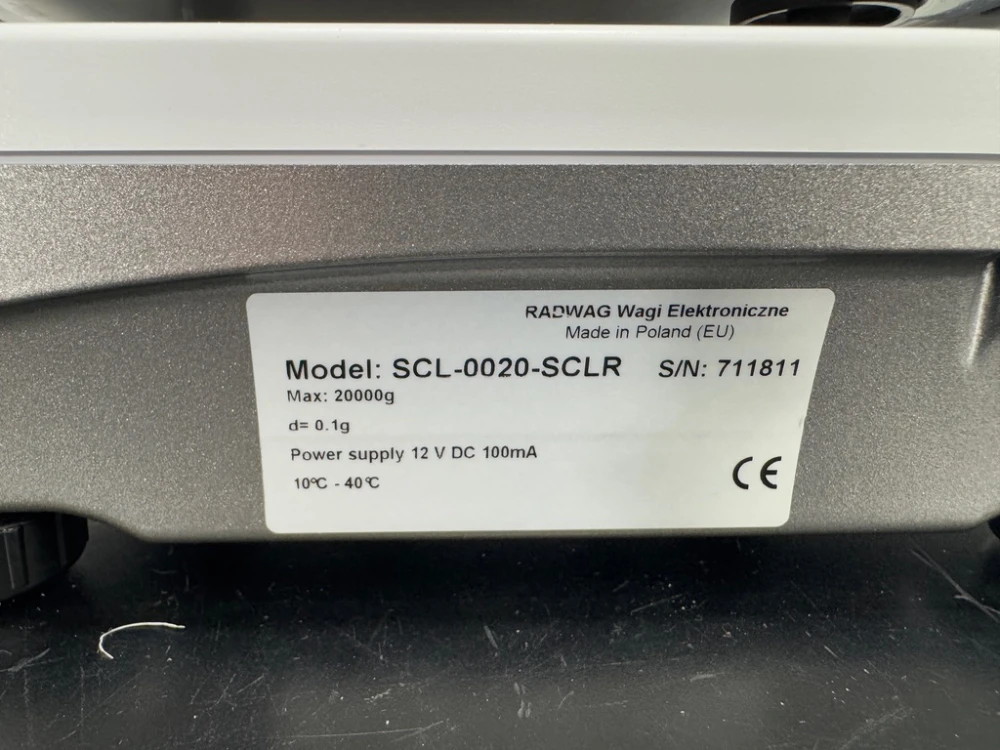 RADWAG Wagi Elektroniczne
Made in Poland (EU)
Model: SCL-0020-SCLR S/N: 711811
Max: 20000g
d= 0.1g
Power supply 12 V DC 100mA
10°C - 40°C
CE